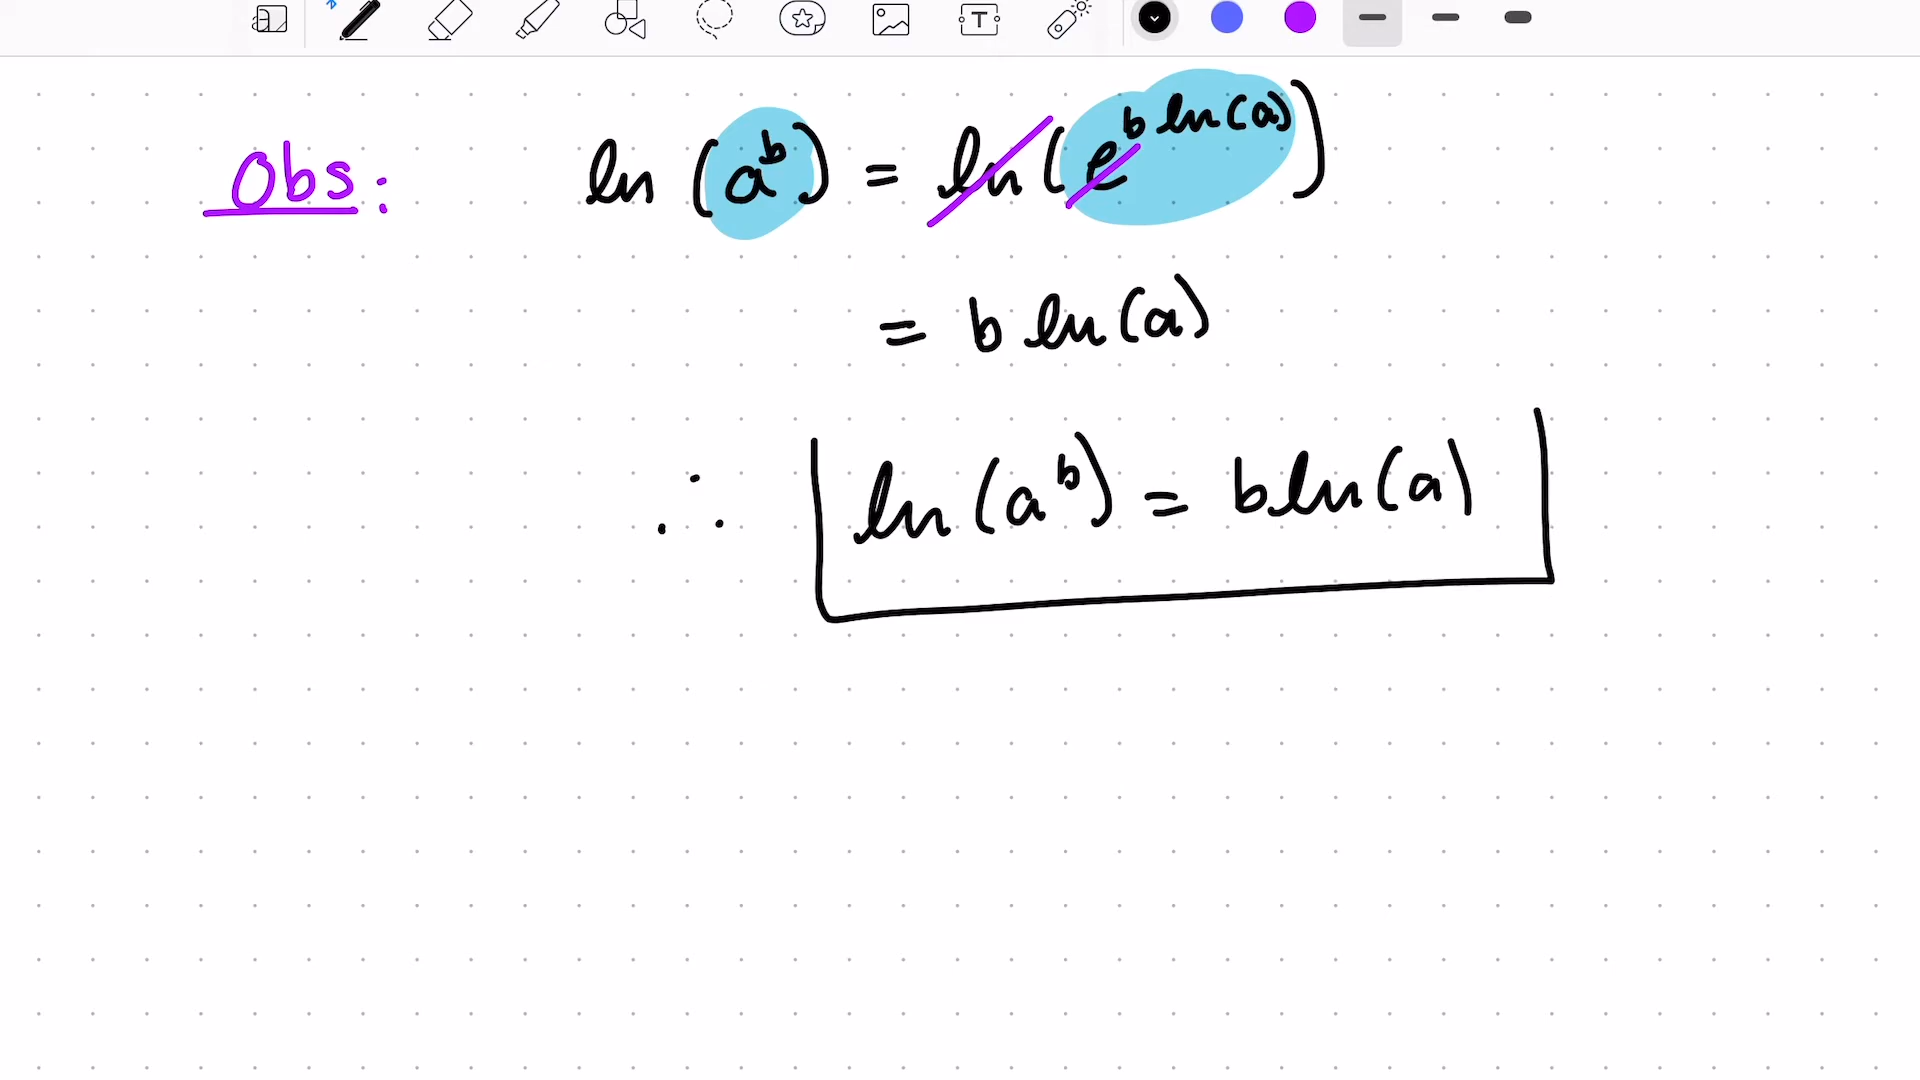 Obs: ln(a^b) = ln(e^{b ln(a)})
= b ln(a)
∴ ln(a^b) = b ln(a)